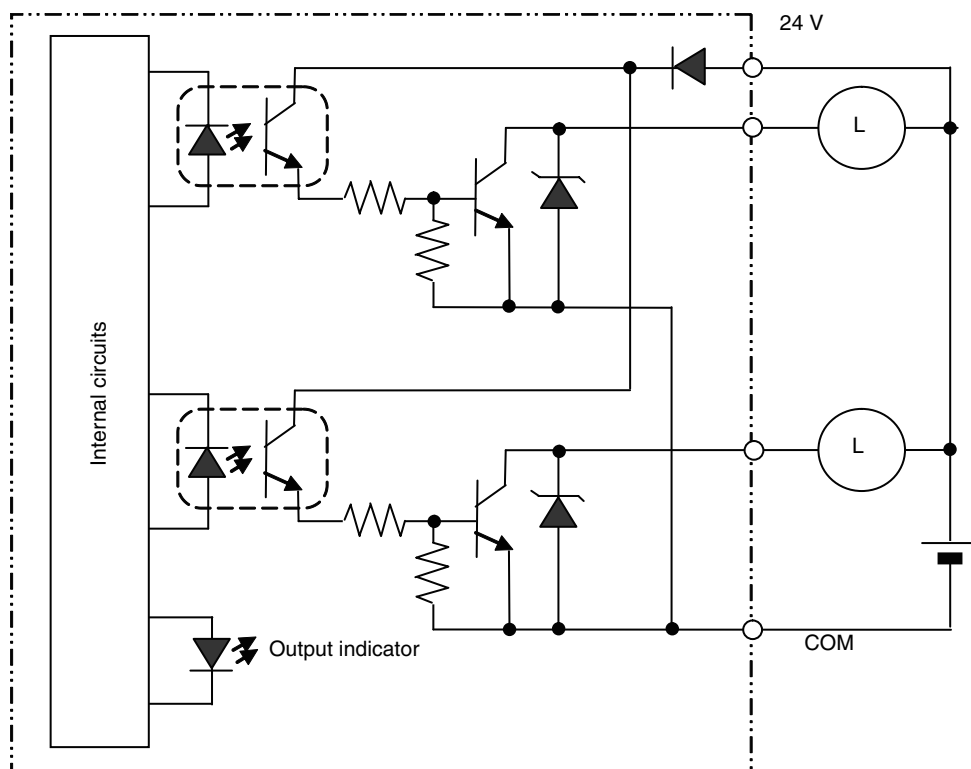 24 V
L
Internal circuits
L
Output indicator
COM